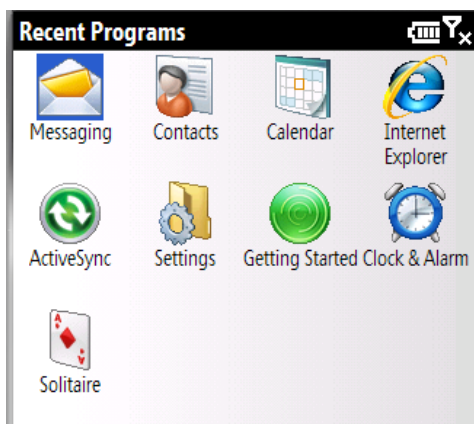 Recent Programs
Messaging Contacts Calendar Internet Explorer
ActiveSync Settings Getting Started Clock & Alarm
Solitaire